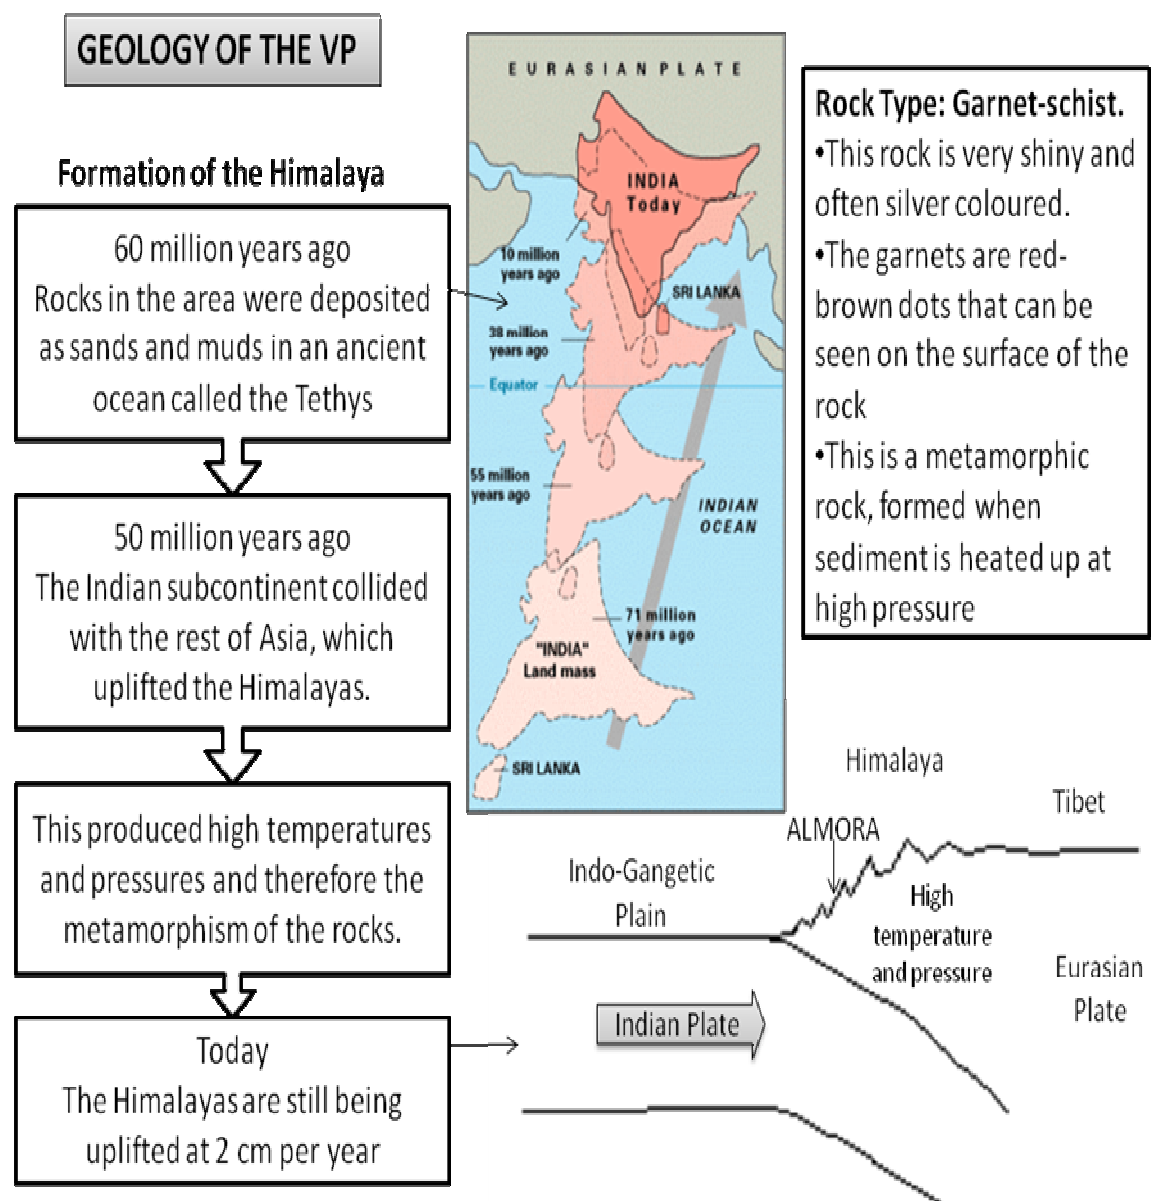 GEOLOGY OF THE VP
Formation of the Himalaya
60 million years ago
Rocks in the area were deposited
as sands and muds in an ancient
ocean called the Tethys
50 million years ago
The Indian subcontinent collided
with the rest of Asia, which
uplifted the Himalayas.
This produced high temperatures
and pressures and therefore the
metamorphism of the rocks.
Today
The Himalayas are still being
uplifted at 2 cm per year
EURASIAN PLATE
INDIA
Today
10 million
years ago
SRI LANKA
38 million
years ago
Equator
55 million
years ago
INDIAN
OCEAN
71 million
years ago
"INDIA"
Land mass
SRI LANKA
Rock Type: Garnet-schist.
•This rock is very shiny and
often silver coloured.
•The garnets are red-
brown dots that can be
seen on the surface of the
rock
•This is a metamorphic
rock, formed when
sediment is heated up at
high pressure
Himalaya
Tibet
ALMORA
Indo-Gangetic
Plain
High
temperature
and pressure
Eurasian
Plate
Indian Plate